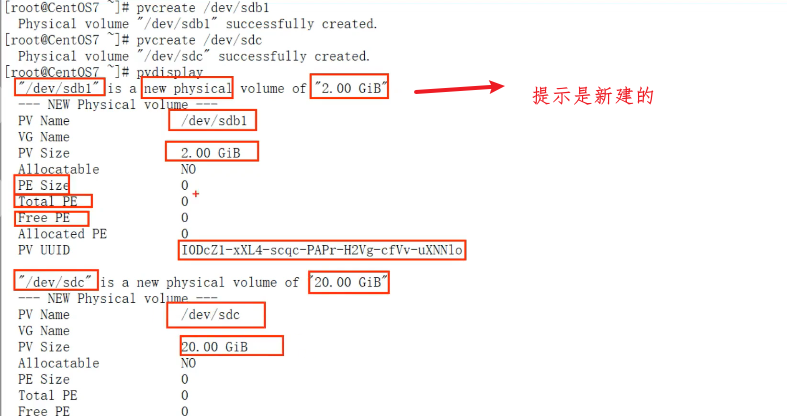 [root@CentOS7 ~]# pvcreate /dev/sdb1
Physical volume "/dev/sdb1" successfully created.
[root@CentOS7 ~]# pvcreate /dev/sdc
Physical volume "/dev/sdc" successfully created.
[root@CentOS7 ~]# pvdisplay
"/dev/sdb1" is a new physical volume of "2.00 GiB"
提示是新建的
--- NEW Physical volume ---
PV Name /dev/sdb1
VG Name
PV Size 2.00 GiB
Allocatable NO
PE Size 0
Total PE 0
Free PE 0
Allocated PE 0
PV UUID I0DcZ1-xXL4-scqc-PAPr-H2Vg-cfVv-uXNNlo
"/dev/sdc" is a new physical volume of "20.00 GiB"
--- NEW Physical volume ---
PV Name /dev/sdc
VG Name
PV Size 20.00 GiB
Allocatable NO
PE Size 0
Total PE 0
Free PE 0